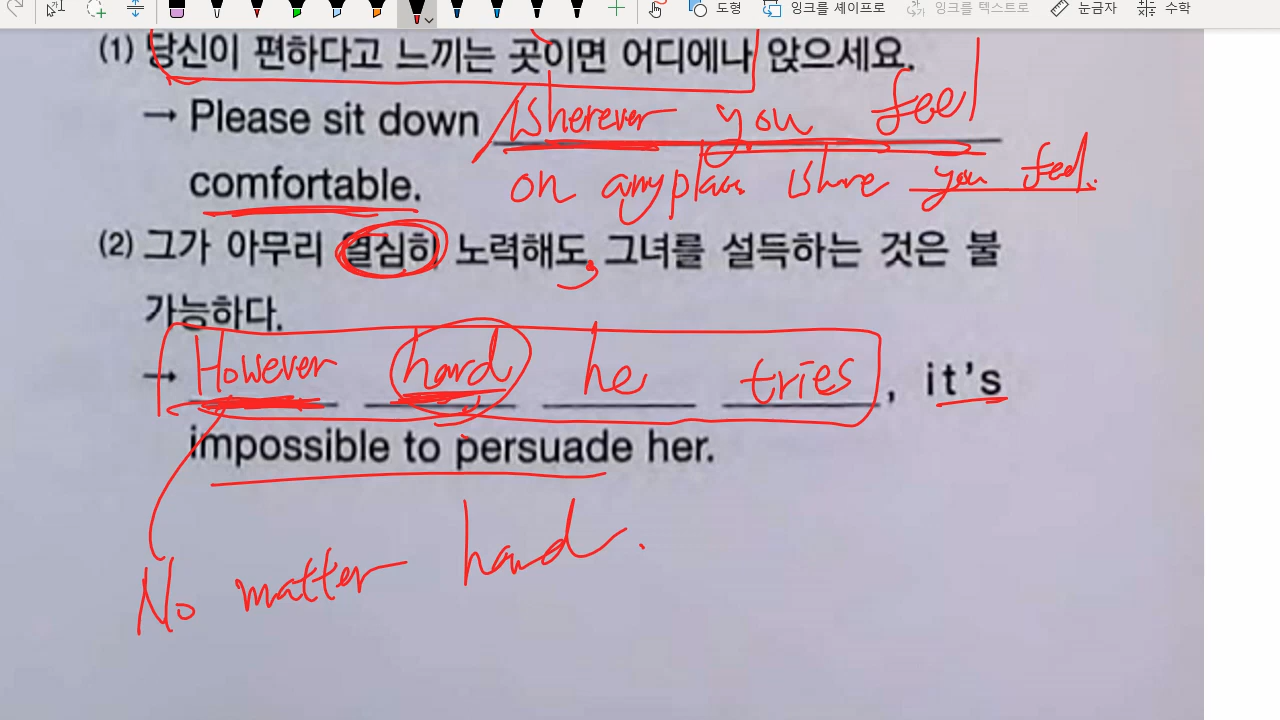 도형 잉크를 셰이프로 잉크를 텍스트로 눈금자 수학
(1) 당신이 편하다고 느끼는 곳이면 어디에나 앉으세요.
→ Please sit down wherever you feel
comfortable. on any place where you feel.
(2) 그가 아무리 열심히 노력해도, 그녀를 설득하는 것은 불
가능하다.
→ However hard he tries, it's
impossible to persuade her.
No matter hard.